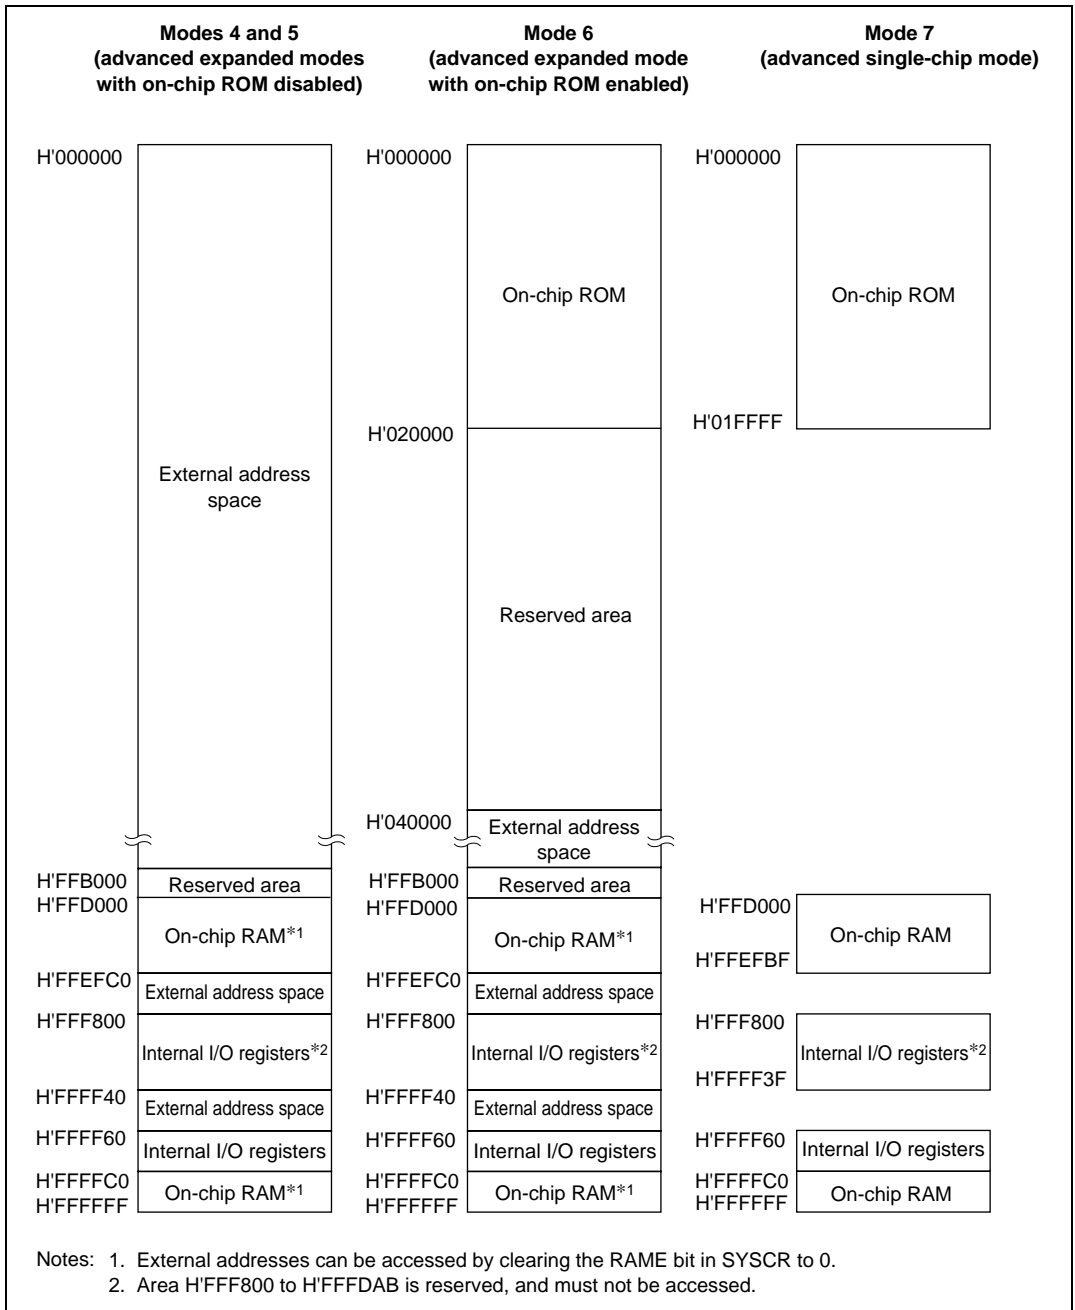 Modes 4 and 5
(advanced expanded modes
with on-chip ROM disabled)
Mode 6
(advanced expanded mode
with on-chip ROM enabled)
Mode 7
(advanced single-chip mode)
H'000000
External address
space
H'FFB000
Reserved area
H'FFD000
On-chip RAM*1
H'FFEFC0
External address space
H'FFF800
Internal I/O registers*2
H'FFFF40
External address space
H'FFFF60
Internal I/O registers
H'FFFFC0
On-chip RAM*1
H'FFFFFF
H'000000
On-chip ROM
H'020000
Reserved area
H'040000
External address
space
H'FFB000
Reserved area
H'FFD000
On-chip RAM*1
H'FFEFC0
External address space
H'FFF800
Internal I/O registers*2
H'FFFF40
External address space
H'FFFF60
Internal I/O registers
H'FFFFC0
On-chip RAM*1
H'FFFFFF
H'000000
On-chip ROM
H'01FFFF
H'FFD000
On-chip RAM
H'FFEFBF
H'FFF800
Internal I/O registers*2
H'FFFF3F
H'FFFF60
Internal I/O registers
H'FFFFC0
On-chip RAM
H'FFFFFF
Notes: 1. External addresses can be accessed by clearing the RAME bit in SYSCR to 0.
2. Area H'FFF800 to H'FFFDAB is reserved, and must not be accessed.